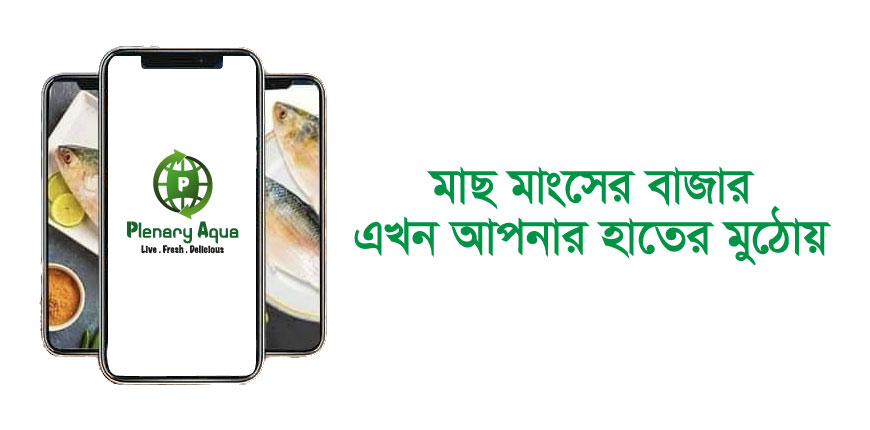 P
Plenary Aqua
Live . Fresh . Delicious
মাছ মাংসের বাজার
এখন আপনার হাতের মুঠোয়